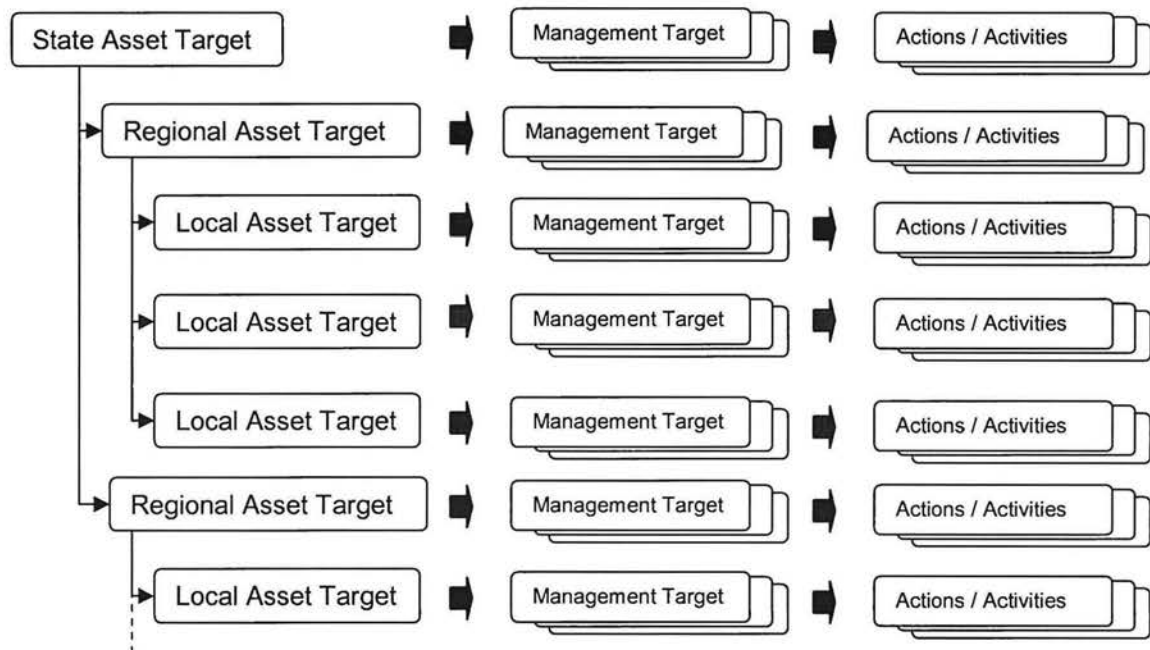 State Asset Target
Management Target
Actions / Activities
Regional Asset Target
Management Target
Actions / Activities
Local Asset Target
Management Target
Actions / Activities
Local Asset Target
Management Target
Actions / Activities
Local Asset Target
Management Target
Actions / Activities
Regional Asset Target
Management Target
Actions / Activities
Local Asset Target
Management Target
Actions / Activities